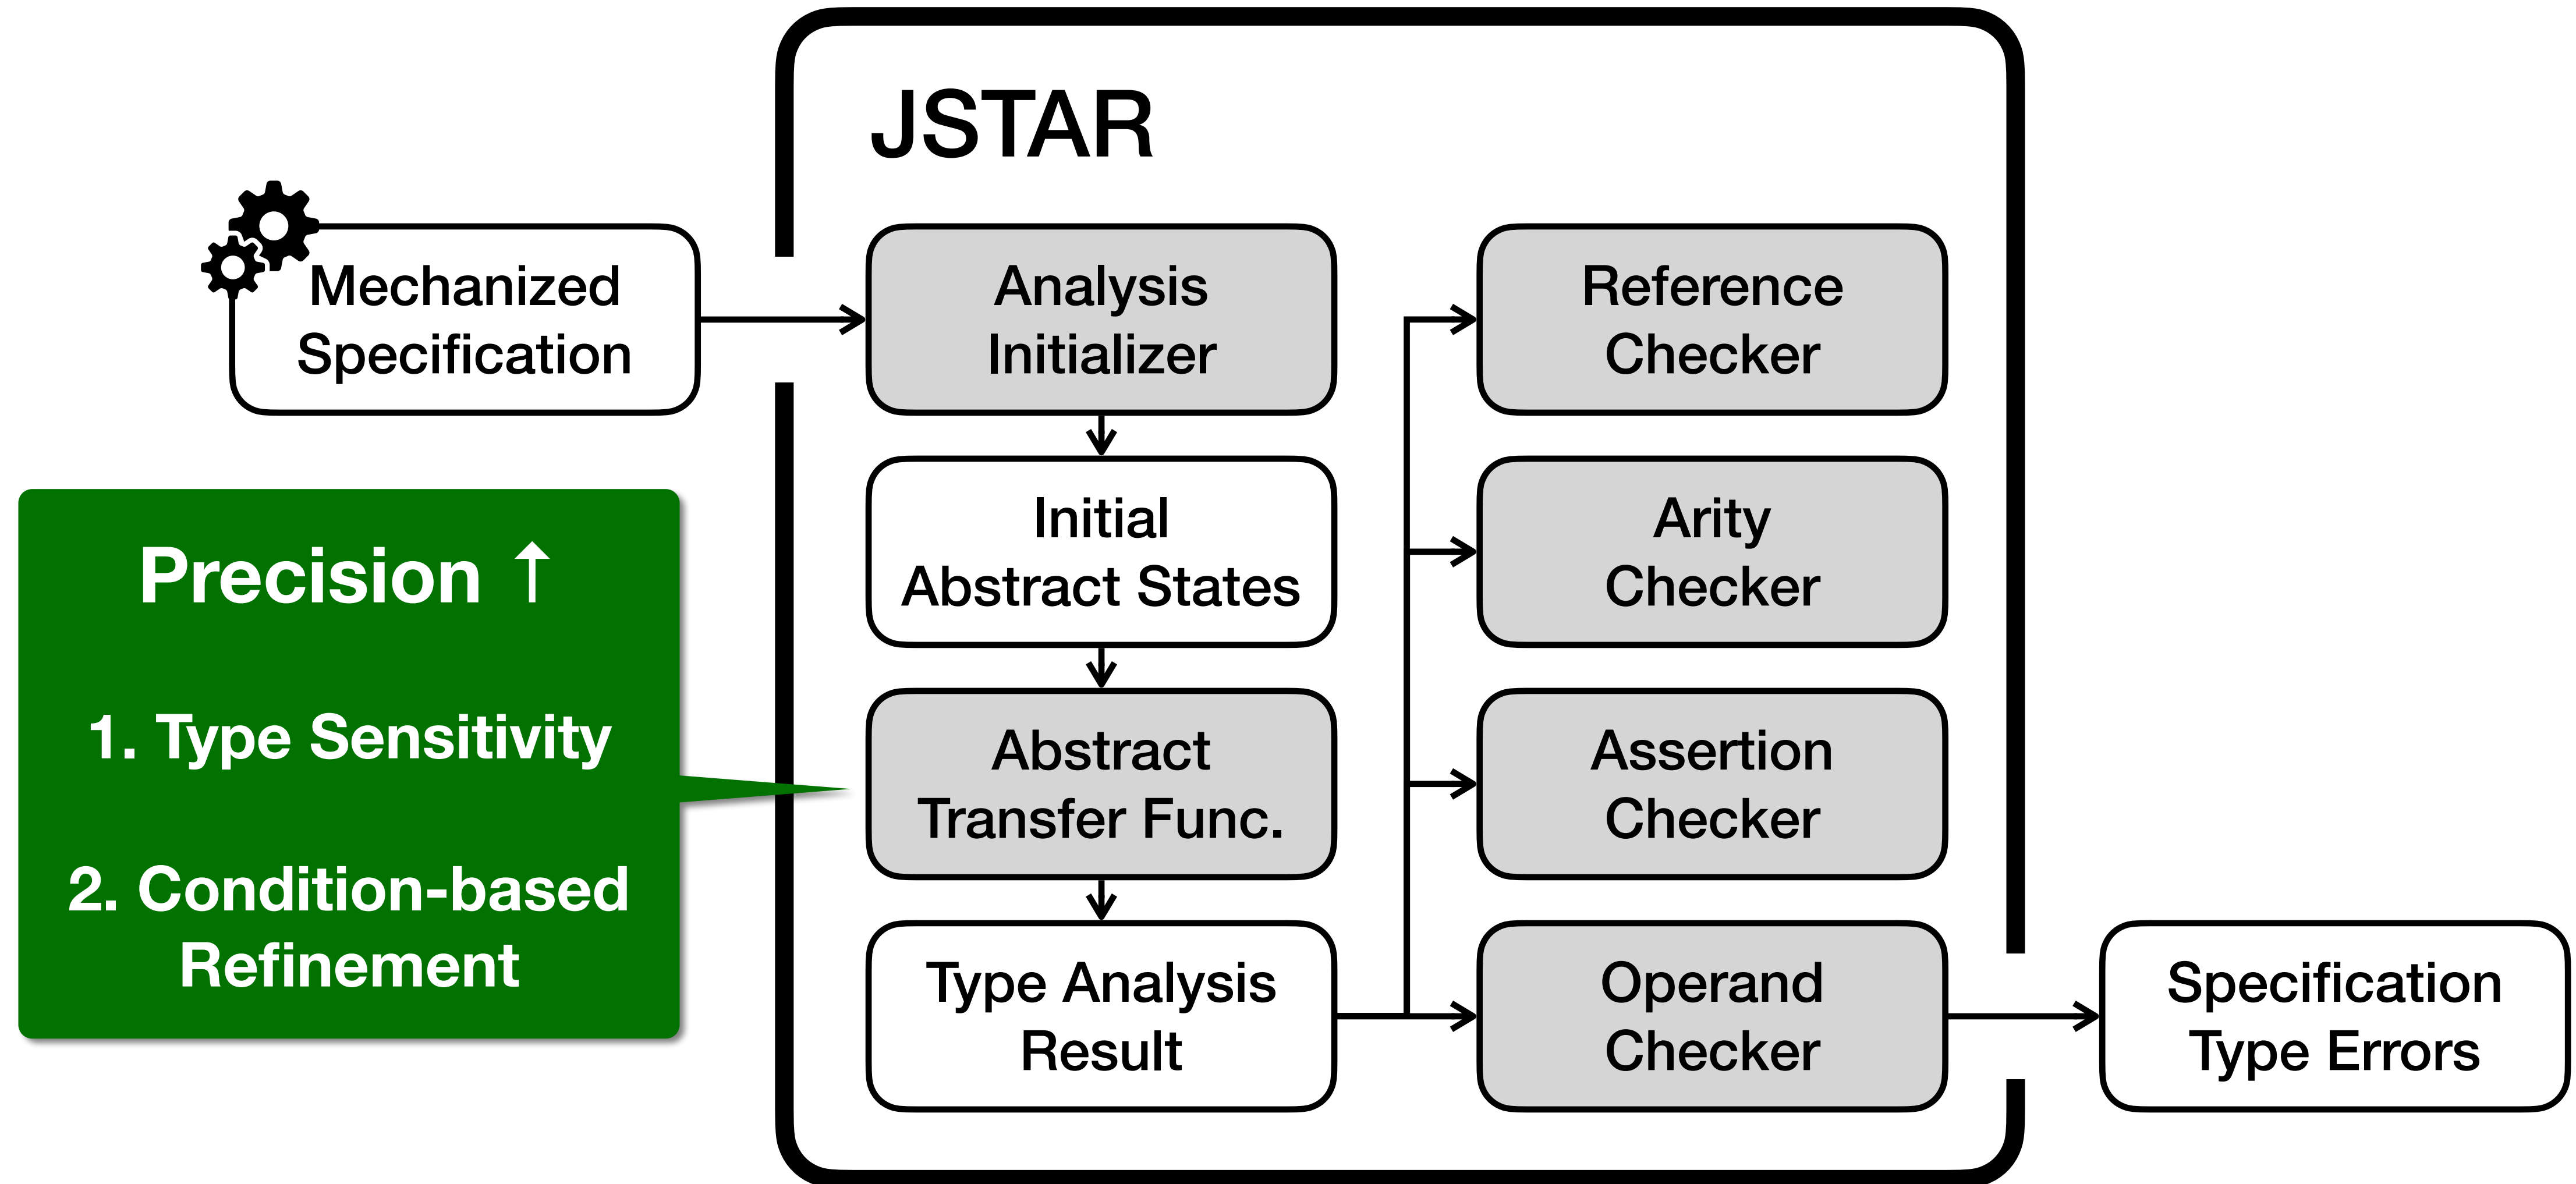 JSTAR
Mechanized
Specification
Analysis
Initializer
Reference
Checker
Initial
Abstract States
Arity
Checker
Precision ↑
1. Type Sensitivity
2. Condition-based
Refinement
Abstract
Transfer Func.
Assertion
Checker
Type Analysis
Result
Operand
Checker
Specification
Type Errors